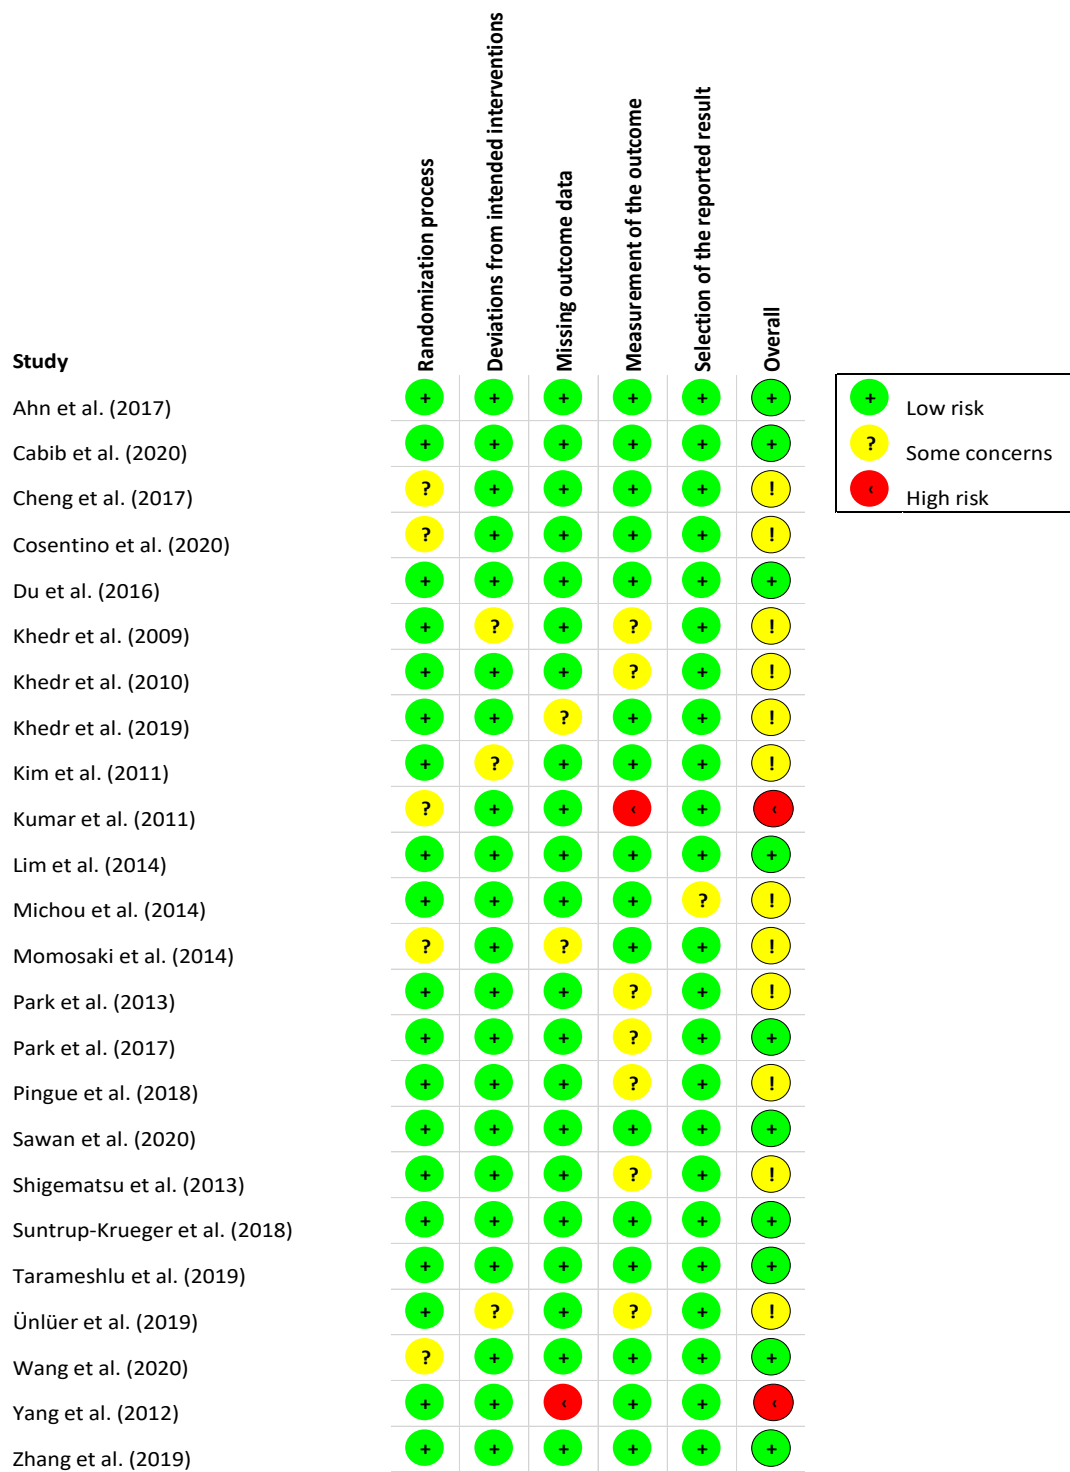 Study Randomization process Deviations from intended interventions Missing outcome data Measurement of the outcome Selection of the reported result Overall
Ahn et al. (2017) + + + + + +
Cabib et al. (2020) + + + + + +
Cheng et al. (2017) ? + + + + !
Cosentino et al. (2020) ? + + + + !
Du et al. (2016) + + + + + +
Khedr et al. (2009) + ? + ? + !
Khedr et al. (2010) + + + ? + !
Khedr et al. (2019) + + ? + + !
Kim et al. (2011) + ? + + + !
Kumar et al. (2011) ? + + ‹ + ‹
Lim et al. (2014) + + + + + +
Michou et al. (2014) + + + + ? !
Momosaki et al. (2014) ? + ? + + !
Park et al. (2013) + + + ? + !
Park et al. (2017) + + + ? + +
Pingue et al. (2018) + + + ? + !
Sawan et al. (2020) + + + + + +
Shigematsu et al. (2013) + + + ? + !
Suntrup-Krueger et al. (2018) + + + + + +
Tarameshlu et al. (2019) + + + + + +
Ünlüer et al. (2019) + ? + ? + !
Wang et al. (2020) ? + + + + +
Yang et al. (2012) + + ‹ + + ‹
Zhang et al. (2019) + + + + + +
+ Low risk
? Some concerns
‹ High risk